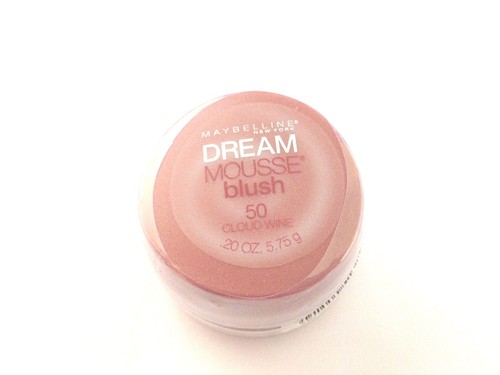 MAYBELLINE®
NEW YORK
DREAM
MOUSSE®
blush
50
CLOUD WINE
.20 OZ. 5.75 g